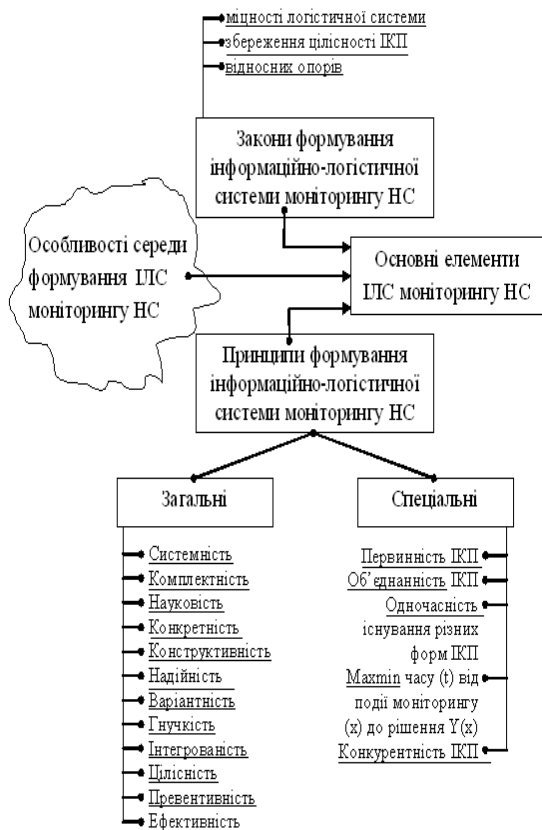 міцності логістичної системи
збереження цілісності ІКП
відносних опорів
Закони формування
інформаційно-логістичної
системи моніторингу НС
Особливості середи
формування ІЛС
моніторингу НС
Основні елементи
ІЛС моніторингу НС
Принципи формування
інформаційно-логістичної
системи моніторингу НС
Загальні
Системність
Комплектність
Науковість
Конкретність
Конструктивність
Надійність
Варіантність
Гнучкість
Інтегрованість
Цілісність
Превентивність
Ефективність
Спеціальні
Первинність ІКП
Об’єднанність ІКП
Одночасність
існування різних
форм ІКП
Maxmin часу (t) від
події моніторингу
(x) до рішення Y(x)
Конкурентність ІКП